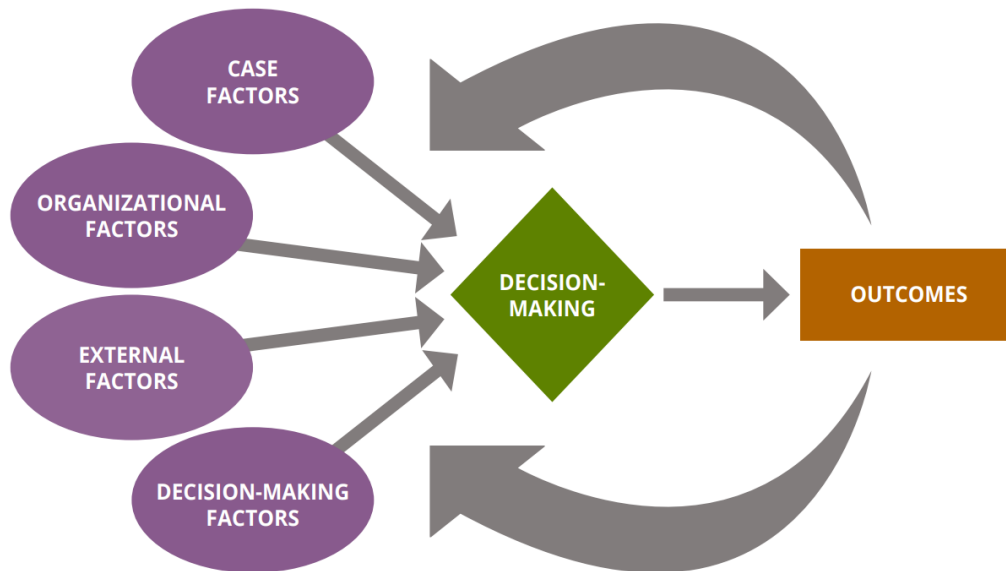 CASE
FACTORS
ORGANIZATIONAL
FACTORS
EXTERNAL
FACTORS
DECISION-MAKING
FACTORS
DECISION-
MAKING
OUTCOMES